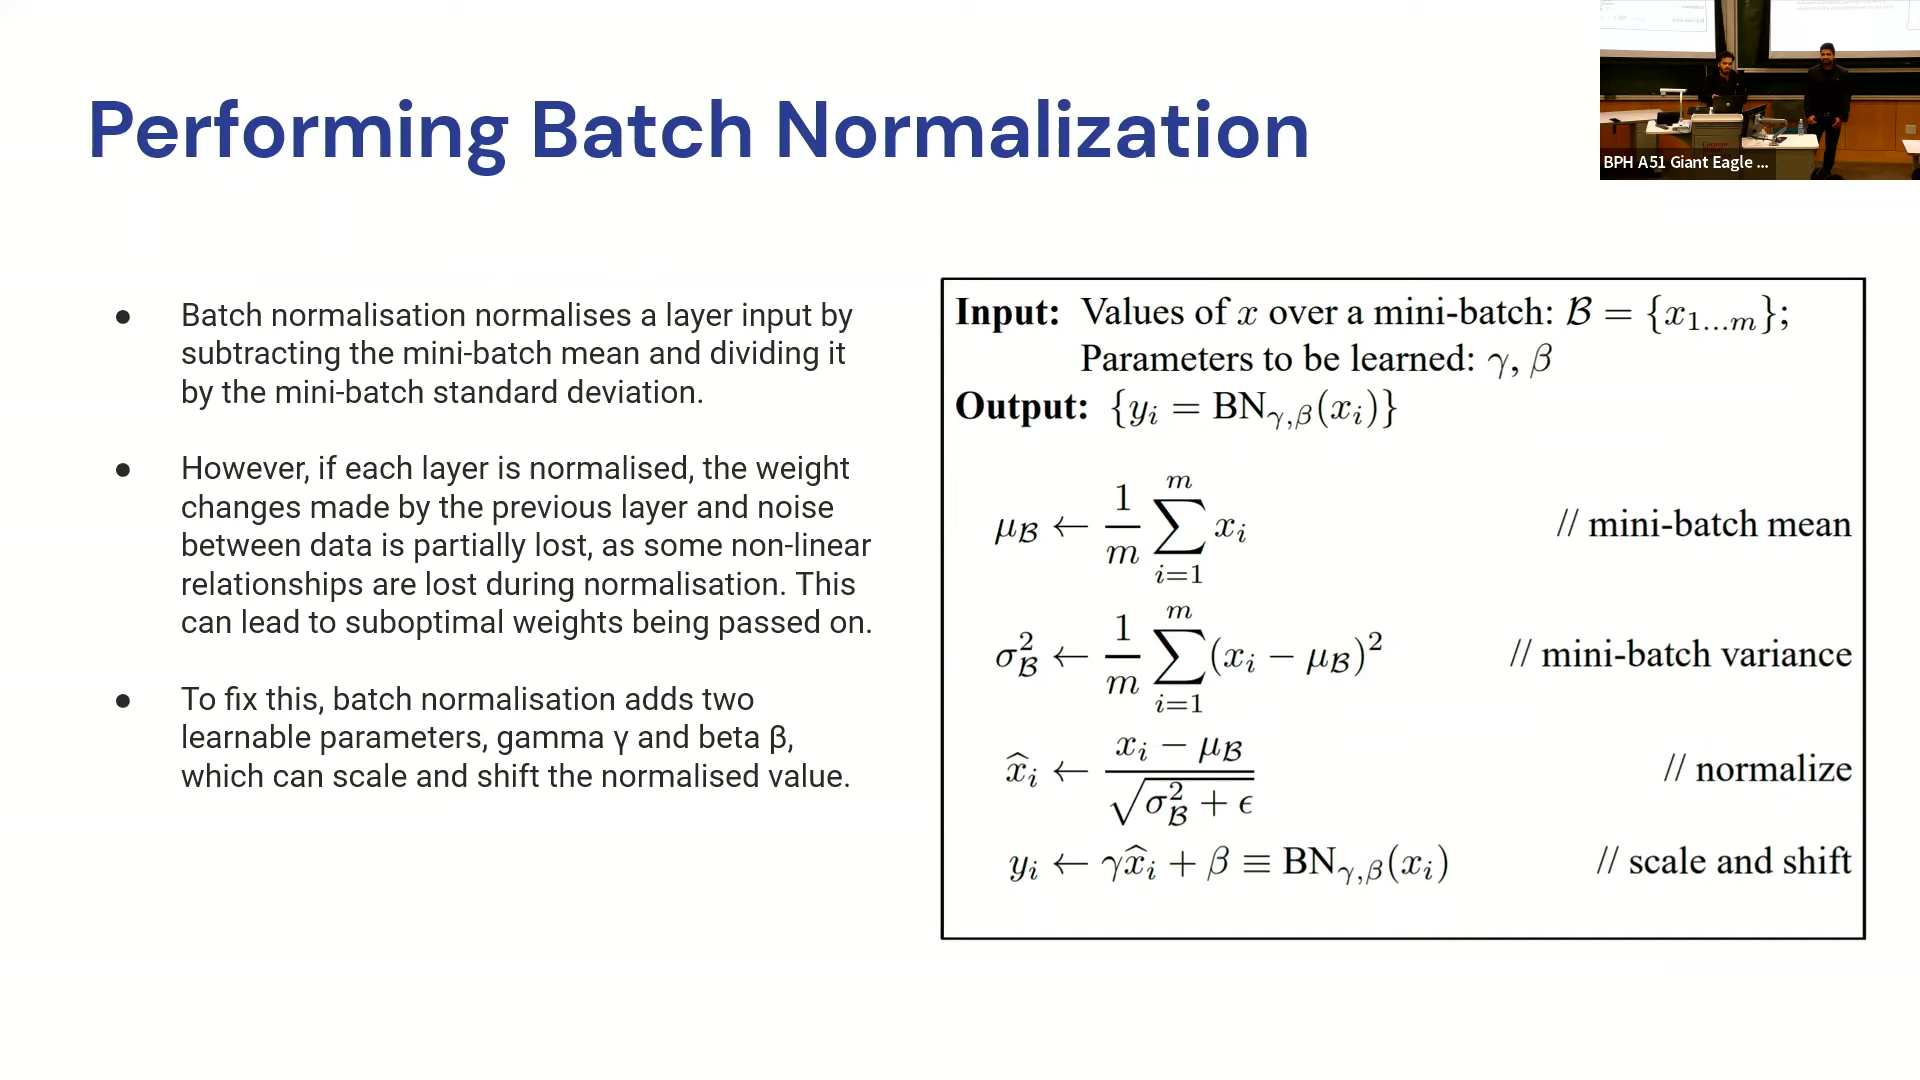 Performing Batch Normalization
BPH A51 Giant Eagle ...
● Batch normalisation normalises a layer input by
subtracting the mini-batch mean and dividing it
by the mini-batch standard deviation.
● However, if each layer is normalised, the weight
changes made by the previous layer and noise
between data is partially lost, as some non-linear
relationships are lost during normalisation. This
can lead to suboptimal weights being passed on.
● To fix this, batch normalisation adds two
learnable parameters, gamma γ and beta β,
which can scale and shift the normalised value.
Input: Values of x over a mini-batch: ℬ = {x₁...ₘ};
Parameters to be learned: γ, β
Output: {yᵢ = BN_γ,β(xᵢ)}
μ_ℬ ← 1/m ∑_{i=1}^{m} xᵢ // mini-batch mean
σ²_ℬ ← 1/m ∑_{i=1}^{m} (xᵢ − μ_ℬ)² // mini-batch variance
x̂ᵢ ← (xᵢ − μ_ℬ) / √(σ²_ℬ + ϵ) // normalize
yᵢ ← γx̂ᵢ + β ≡ BN_γ,β(xᵢ) // scale and shift